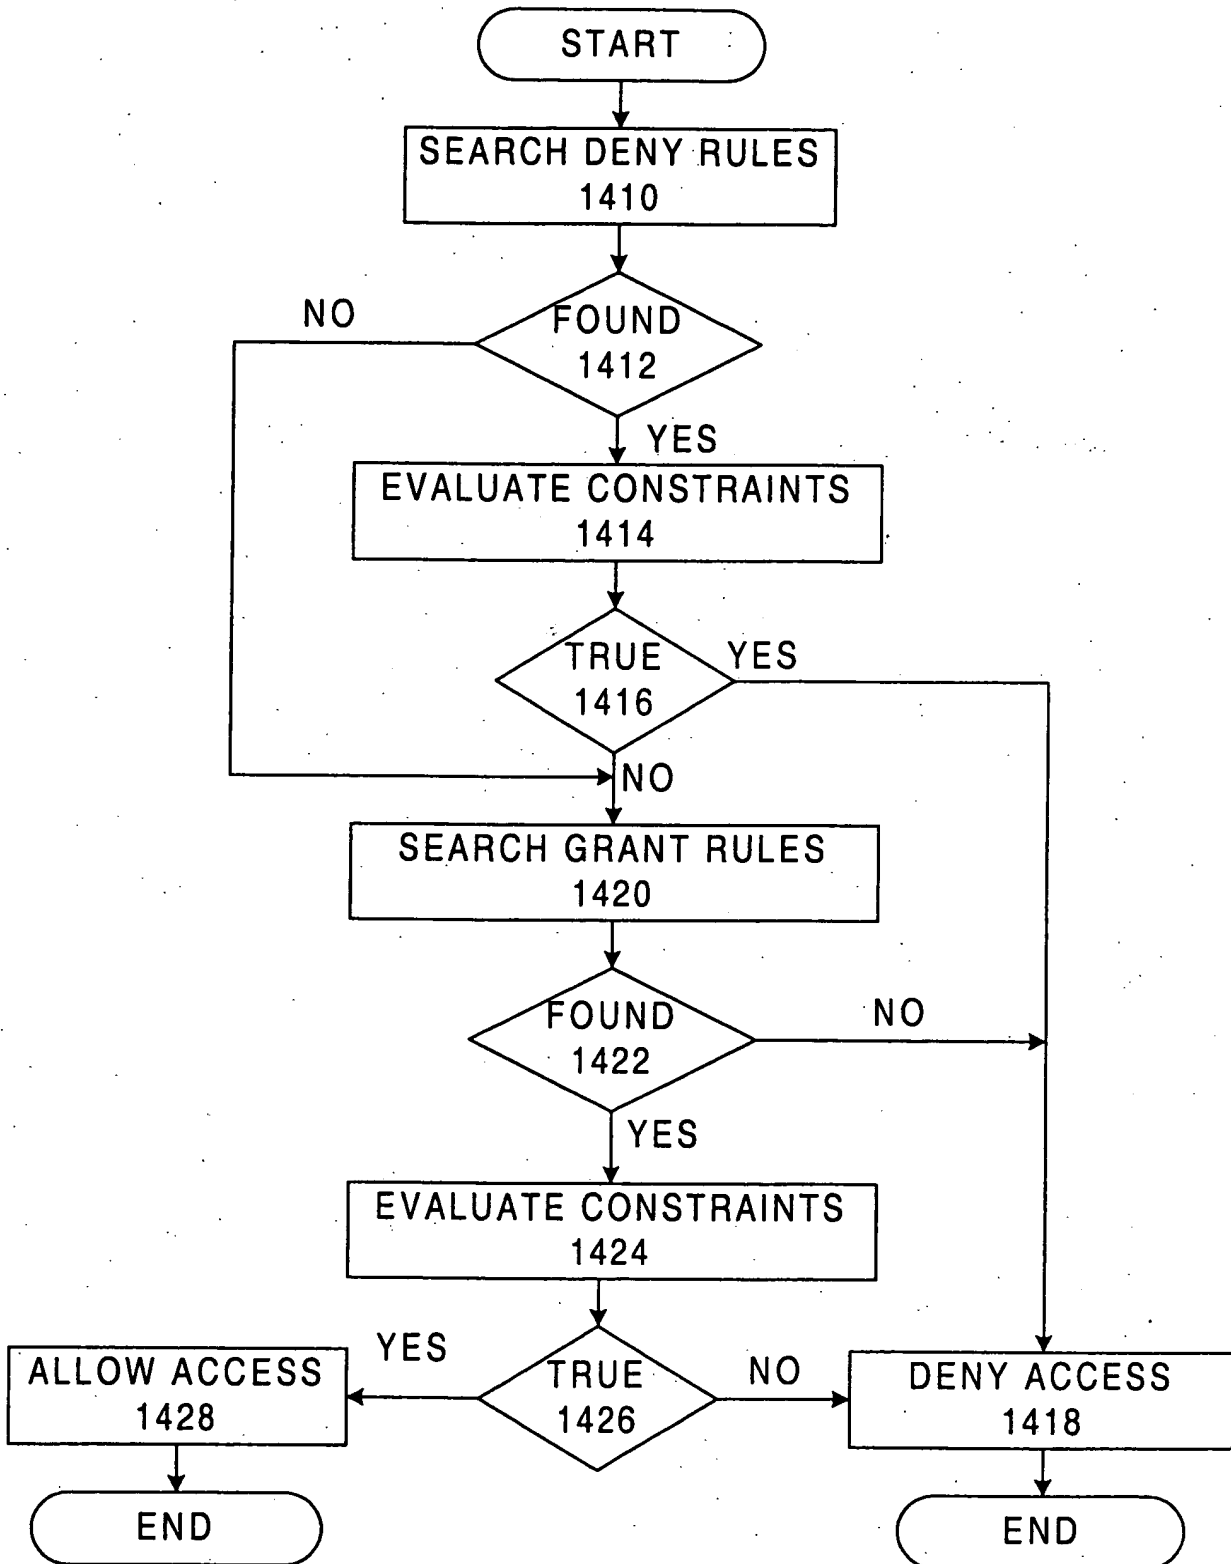 START
SEARCH DENY RULES
1410
NO
FOUND
1412
YES
EVALUATE CONSTRAINTS
1414
TRUE
1416
YES
NO
SEARCH GRANT RULES
1420
FOUND
1422
NO
YES
EVALUATE CONSTRAINTS
1424
YES
TRUE
1426
NO
ALLOW ACCESS
1428
DENY ACCESS
1418
END
END